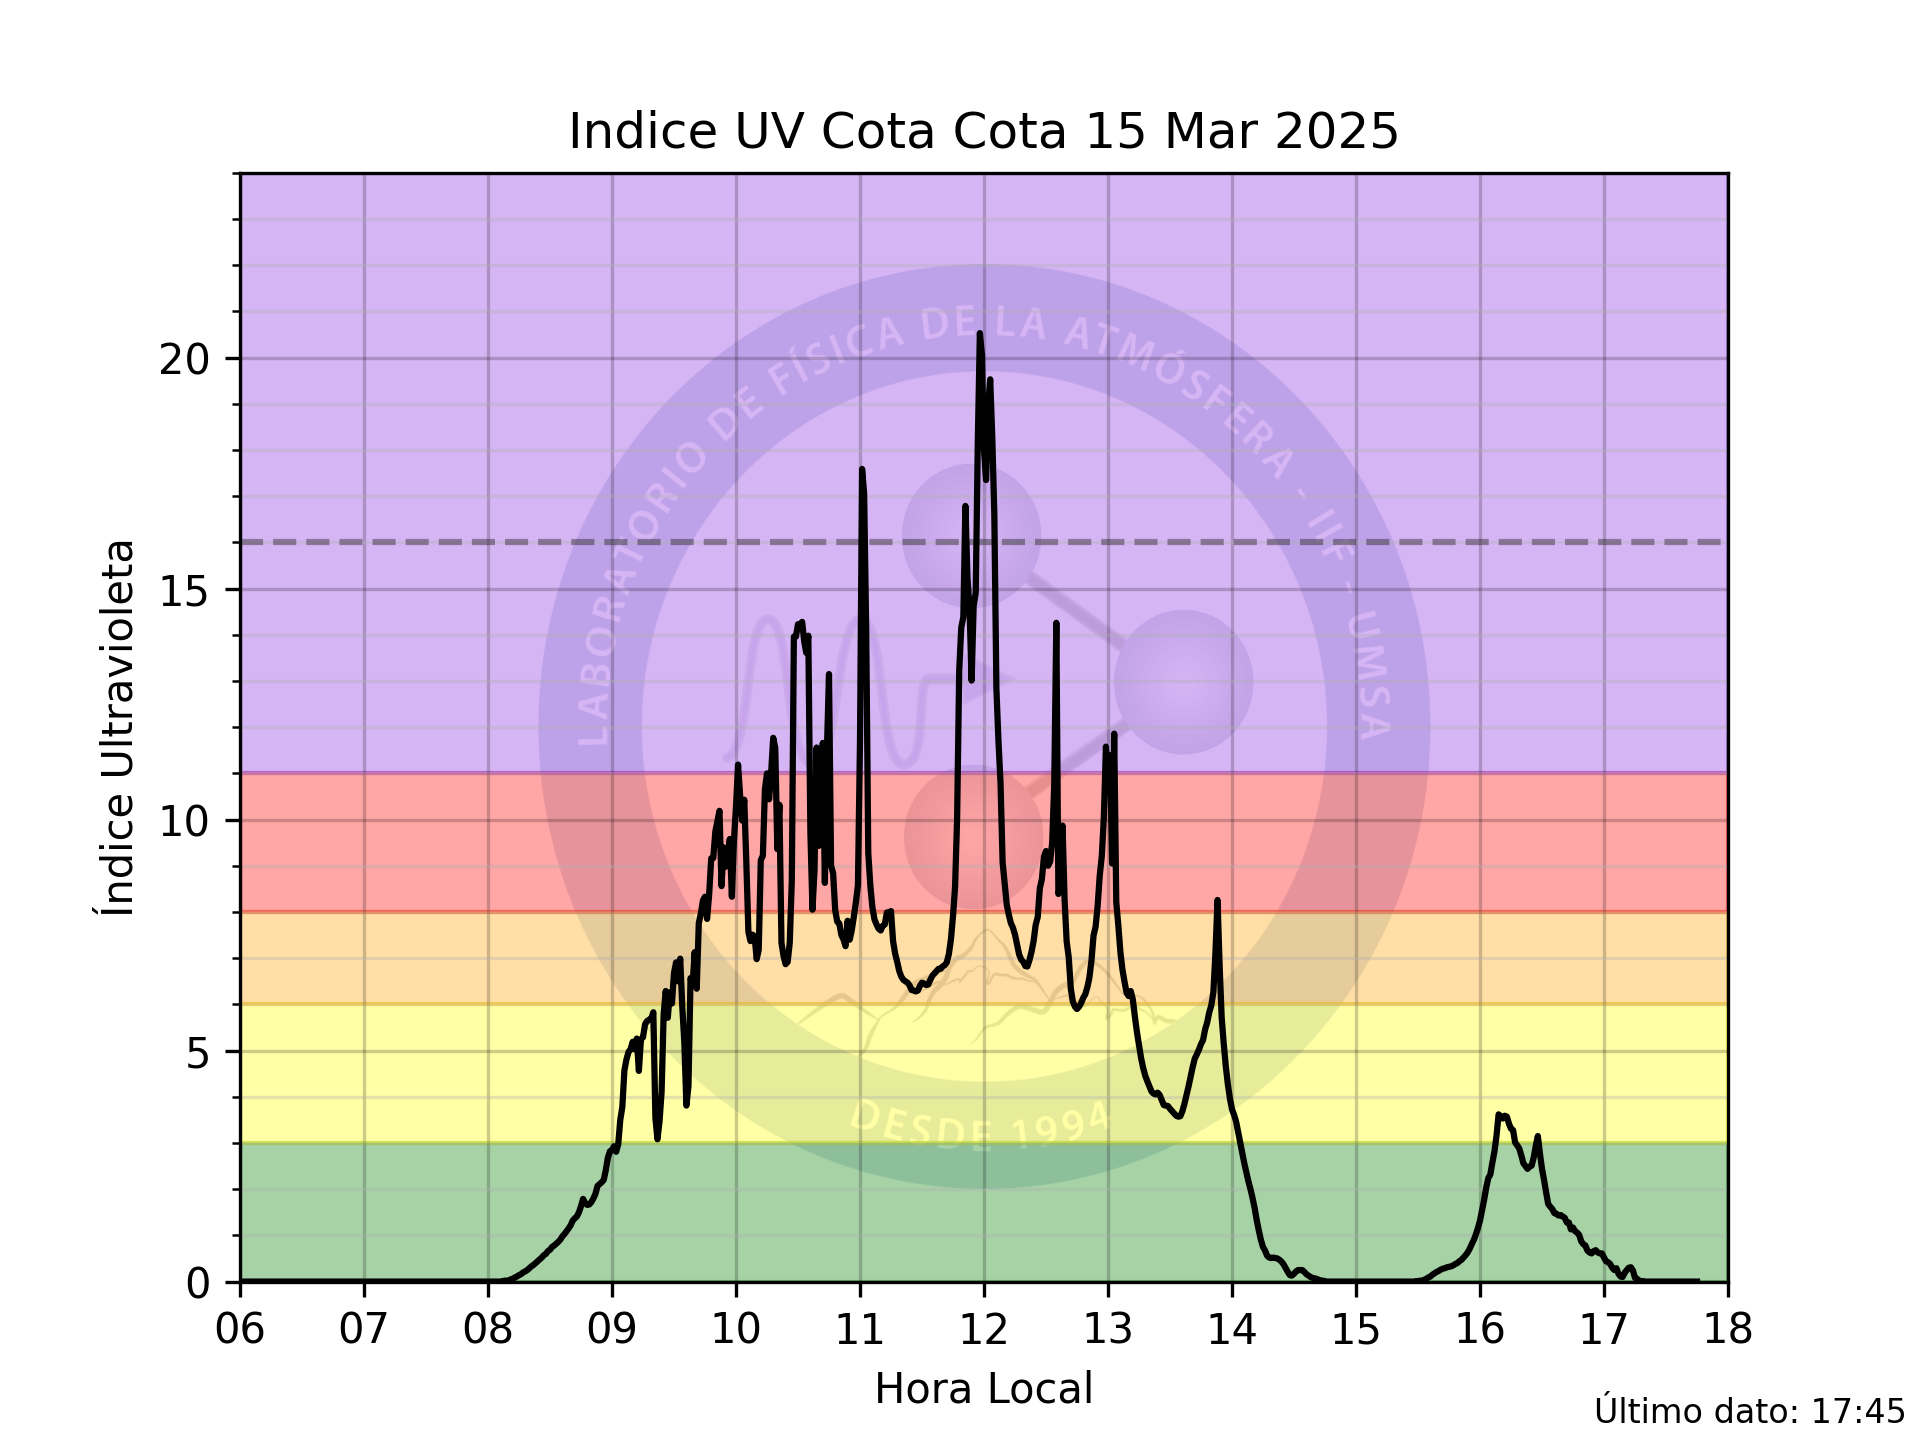 Indice UV Cota Cota 15 Mar 2025
Índice Ultravioleta
20
15
10
5
0
LABORATORIO DE FÍSICA DE LA ATMÓSFERA - IIF - UMSA
DESDE 1994
06 07 08 09 10 11 12 13 14 15 16 17 18
Hora Local
Último dato: 17:45